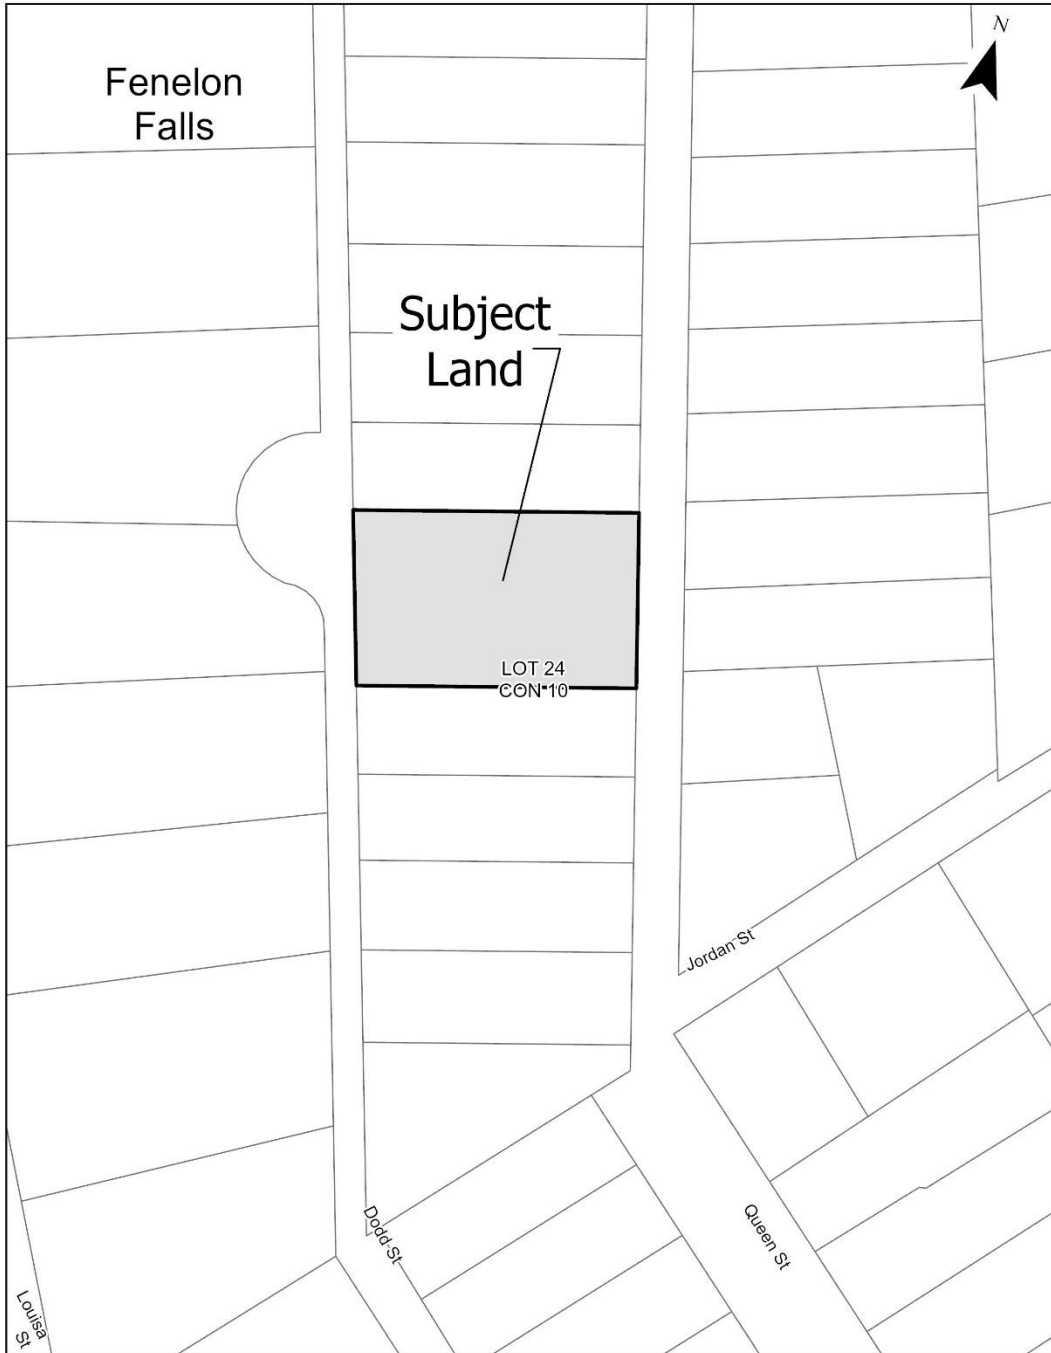 N
Fenelon
Falls
Subject
Land
LOT 24
CON 10
Jordan St
Dodd St
Queen St
Louisa
St